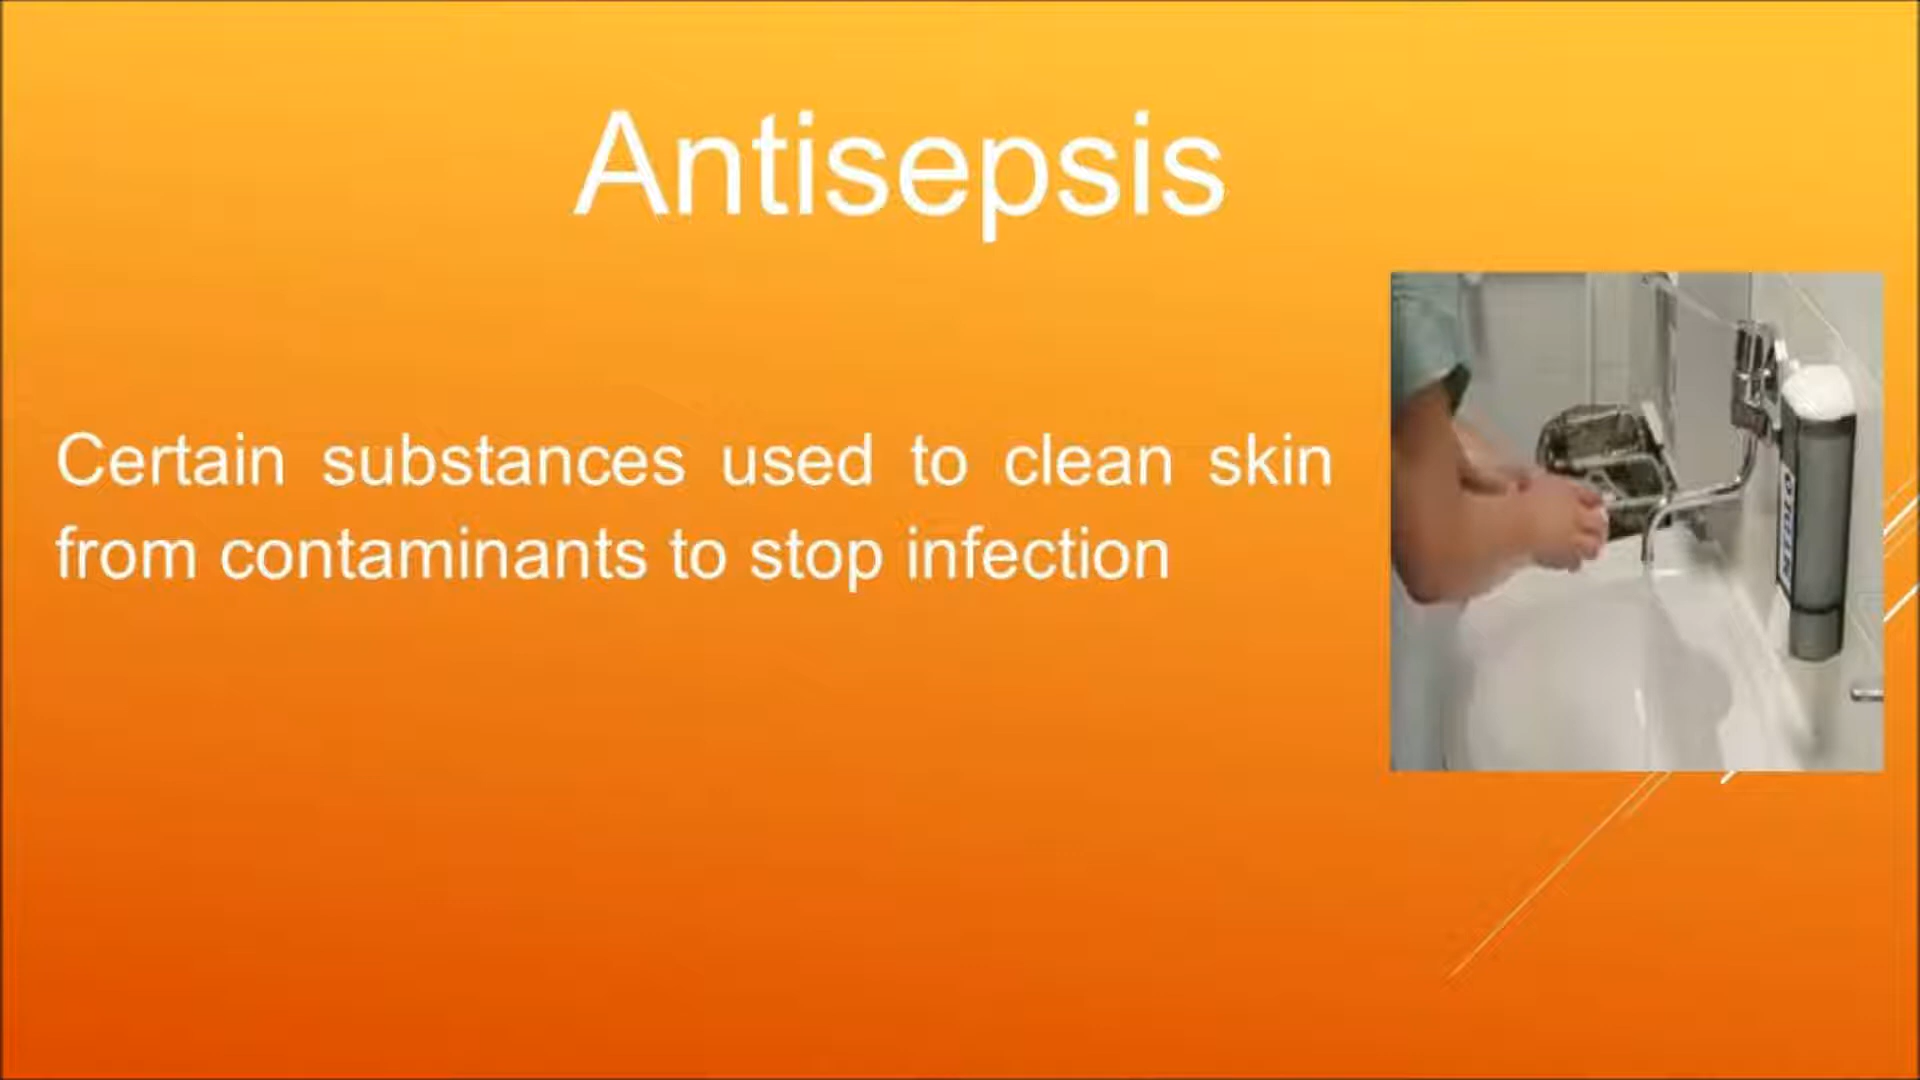 Antisepsis
Certain substances used to clean skin
from contaminants to stop infection